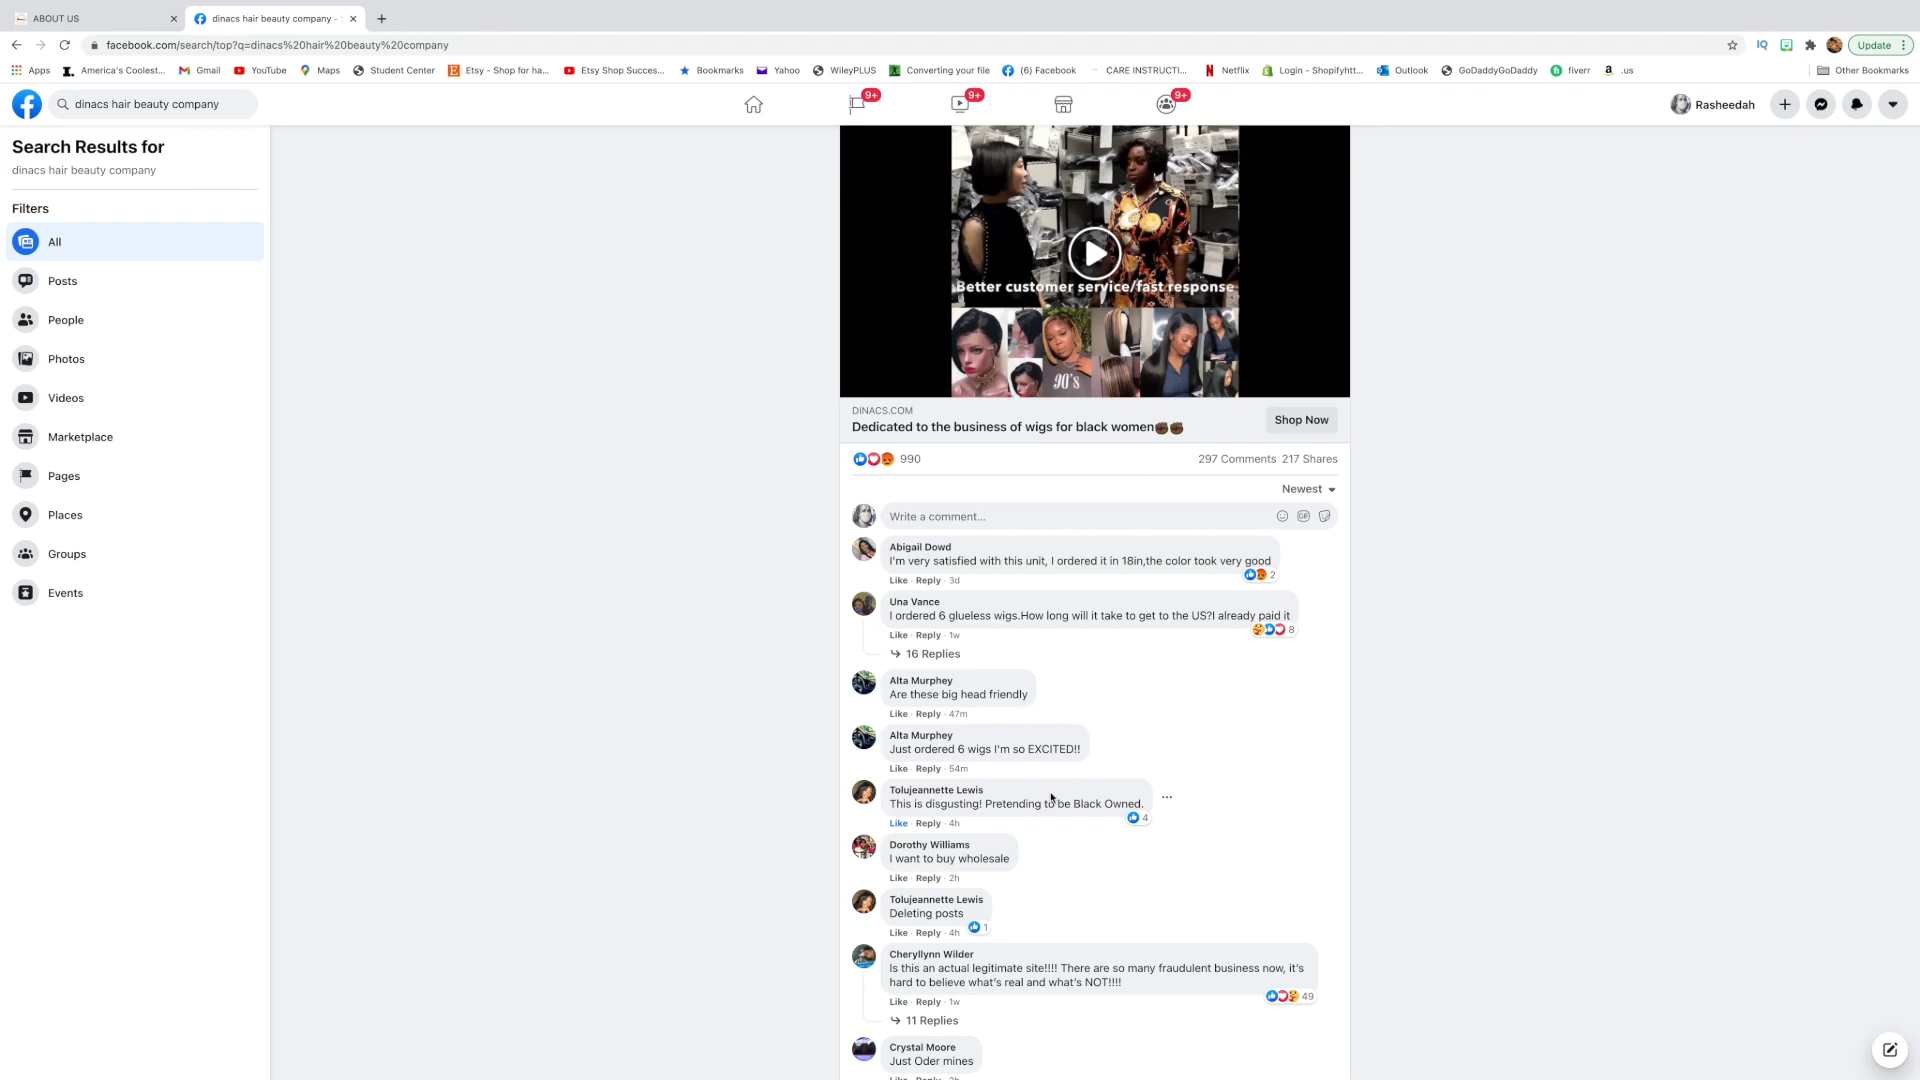 ABOUT US
dinacs hair beauty company -
facebook.com/search/top?q=dinacs%20hair%20beauty%20company
IQ
Update
Apps
America's Coolest...
Gmail
YouTube
Maps
Student Center
Etsy - Shop for ha...
Etsy Shop Succes...
Bookmarks
Yahoo
WileyPLUS
Converting your file
(6) Facebook
CARE INSTRUCTI...
Netflix
Login - Shopifyhtt...
Outlook
GoDaddyGoDaddy
fiverr
.us
Other Bookmarks
dinacs hair beauty company
9+
9+
9+
Rasheedah
Search Results for
dinacs hair beauty company
Filters
All
Posts
People
Photos
Videos
Marketplace
Pages
Places
Groups
Events
Better customer service/fast response
90's
DINACS.COM
Dedicated to the business of wigs for black women✊🏿✊🏿
Shop Now
990
297 Comments 217 Shares
Newest
Write a comment...
GIF
Abigail Dowd
I'm very satisfied with this unit, I ordered it in 18in,the color took very good
2
Like · Reply · 3d
Una Vance
I ordered 6 glueless wigs.How long will it take to get to the US?I already paid it
8
Like · Reply · 1w
16 Replies
Alta Murphey
Are these big head friendly
Like · Reply · 47m
Alta Murphey
Just ordered 6 wigs I'm so EXCITED!!
Like · Reply · 54m
Tolujeannette Lewis
This is disgusting! Pretending to be Black Owned.
4
Like · Reply · 4h
Dorothy Williams
I want to buy wholesale
Like · Reply · 2h
Tolujeannette Lewis
Deleting posts
1
Like · Reply · 4h
Cheryllynn Wilder
Is this an actual legitimate site!!!! There are so many fraudulent business now, it's
hard to believe what's real and what's NOT!!!!
49
Like · Reply · 1w
11 Replies
Crystal Moore
Just Oder mines